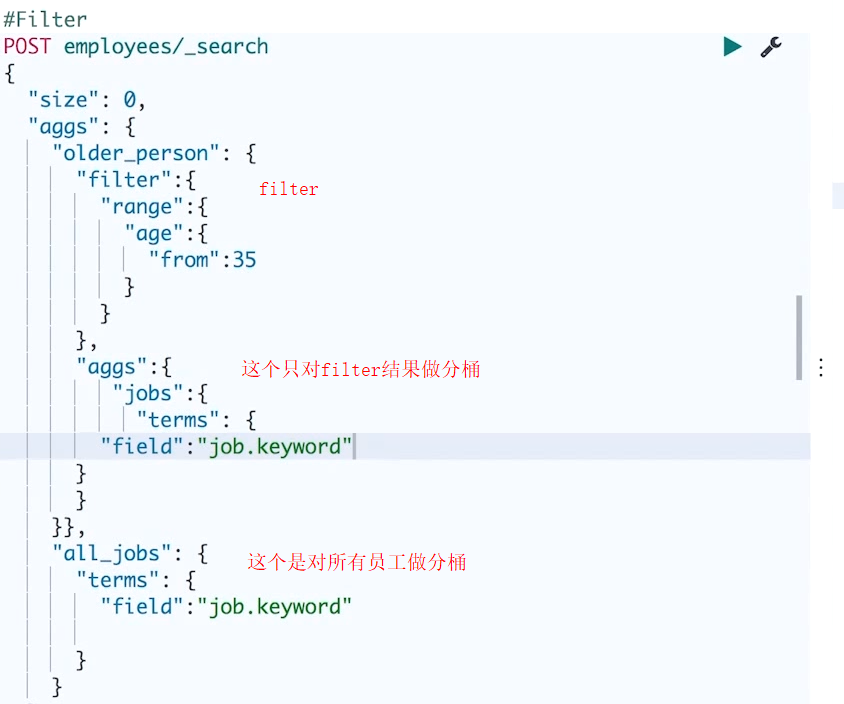 #Filter
POST employees/_search
{
"size": 0,
"aggs": {
"older_person": {
"filter":{
filter
"range":{
"age":{
"from":35
}
}
},
"aggs":{ 这个只对filter结果做分桶
"jobs":{
"terms": {
"field":"job.keyword"
}
}
}},
"all_jobs": { 这个是对所有员工做分桶
"terms": {
"field":"job.keyword"
}
}